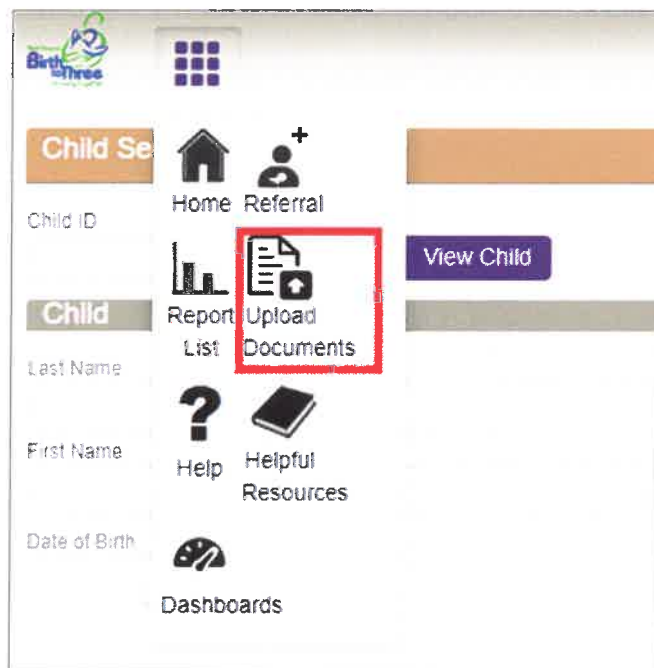 Birth
to Three
Child Se
Home Referral
Child ID
View Child
Child
Report Upload
List Documents
Last Name
First Name
Help Helpful
Resources
Date of Birth
Dashboards